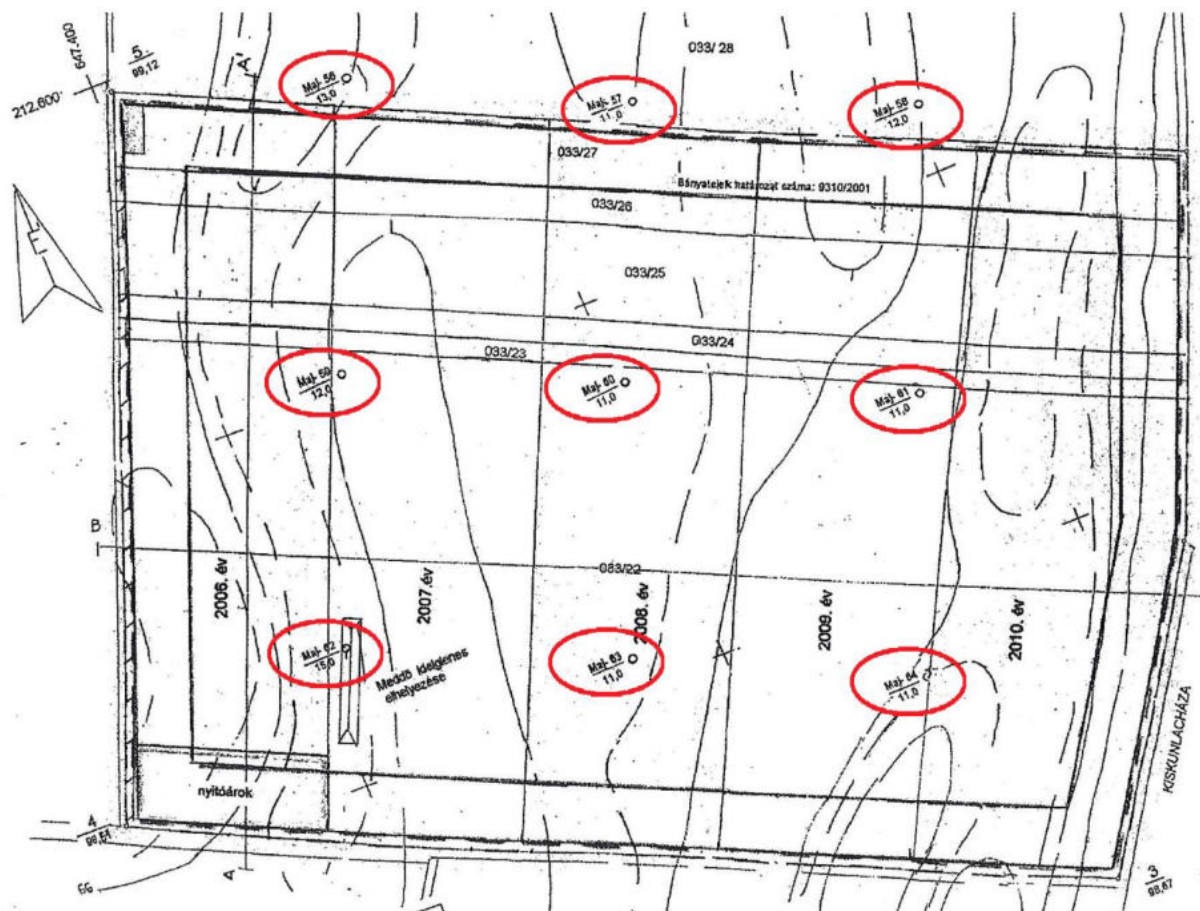 647.400
5.
99,12
A'
212.600
Maj- 56
13,0
Maj- 57
11,0
Maj- 58
12,0
033/28
033/27
Bányatelek határozat száma: 9310/2001
033/26
033/25
033/24
033/23
É
Maj- 59
12,0
Maj- 60
11,0
Maj- 61
11,0
B
083/22
2006. év
2007. év
2008. év
2009. év
2010. év
Maj- 62
15,0
Maj- 63
11,0
Maj- 64
11,0
Meddő ideiglenes
elhelyezése
KISKUNLACHÁZA
nyitóárok
4
99
A
3
98,67